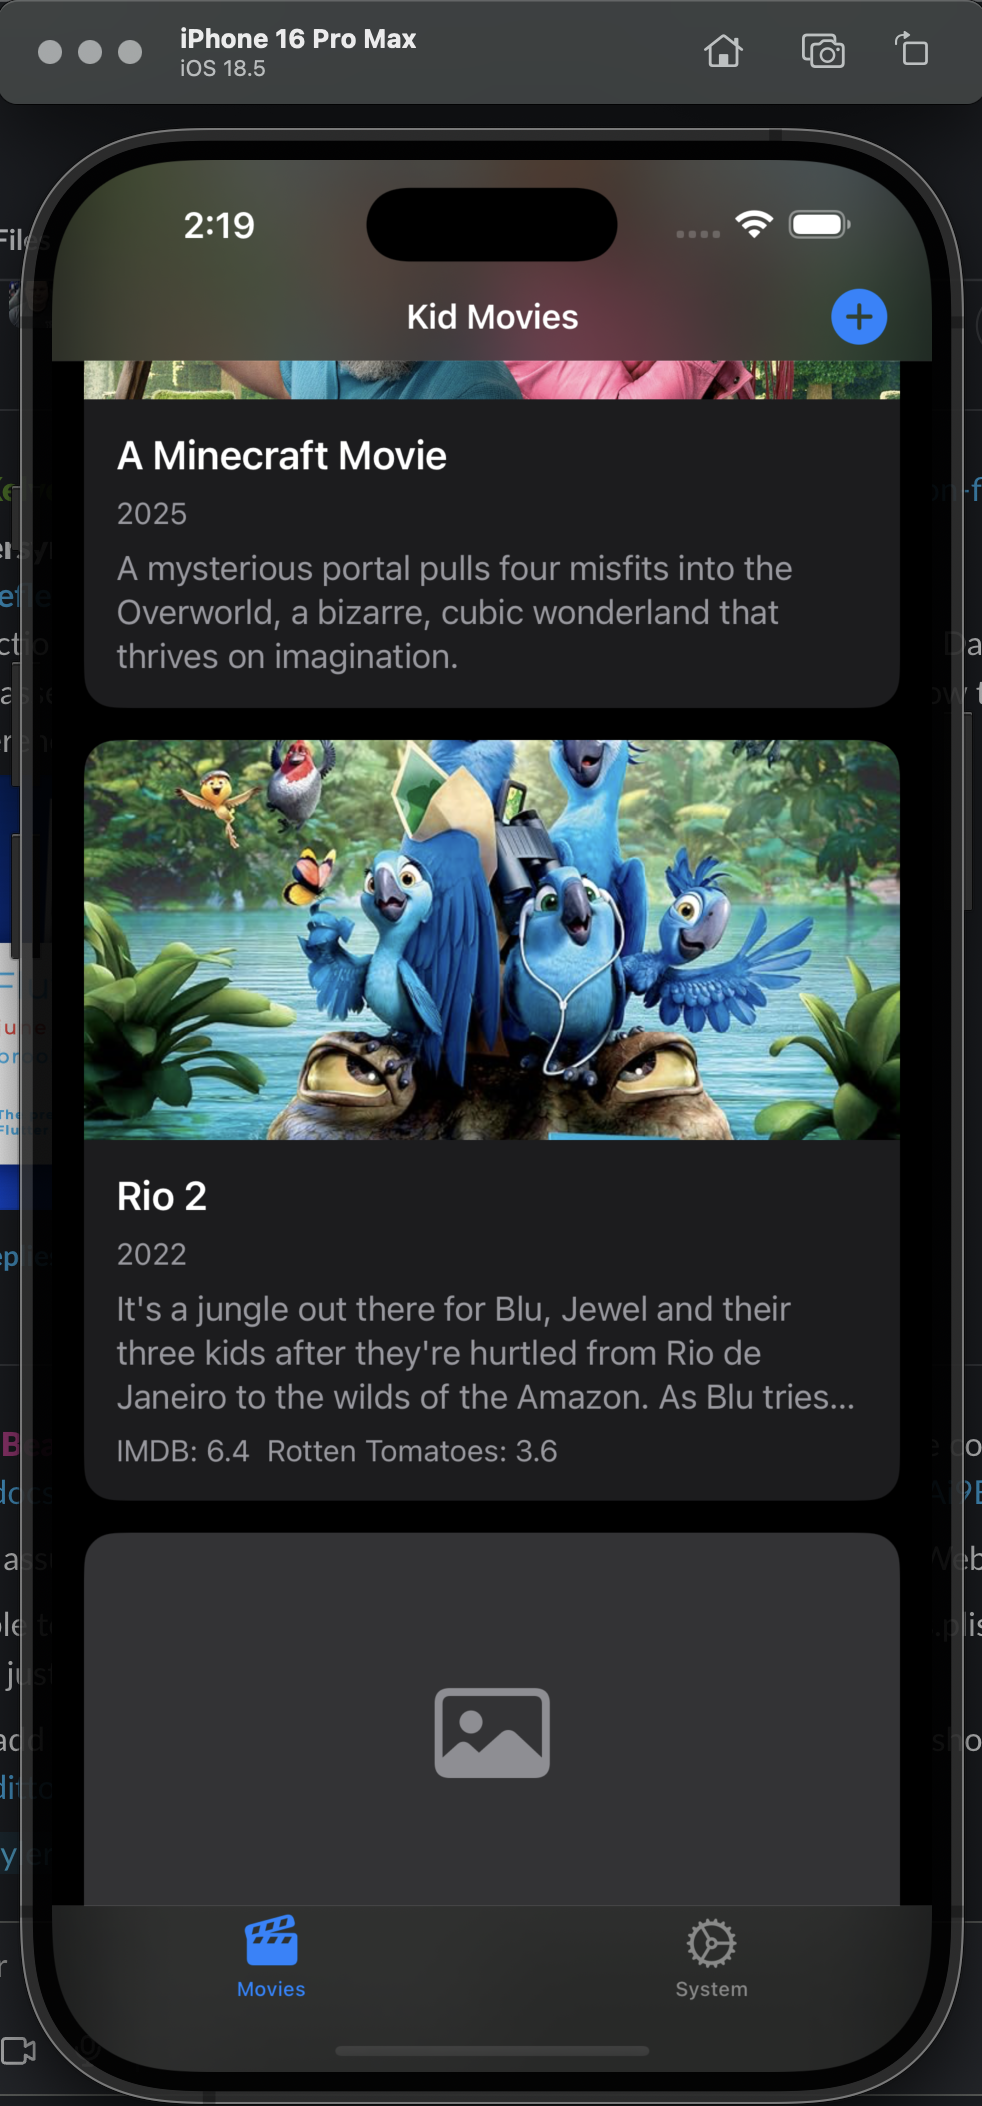 iPhone 16 Pro Max
iOS 18.5
2:19
Files
Kid Movies
A Minecraft Movie
2025
A mysterious portal pulls four misfits into the
Overworld, a bizarre, cubic wonderland that
thrives on imagination.
Rio 2
2022
It's a jungle out there for Blu, Jewel and their
three kids after they're hurtled from Rio de
Janeiro to the wilds of the Amazon. As Blu tries...
IMDB: 6.4 Rotten Tomatoes: 3.6
Movies
System